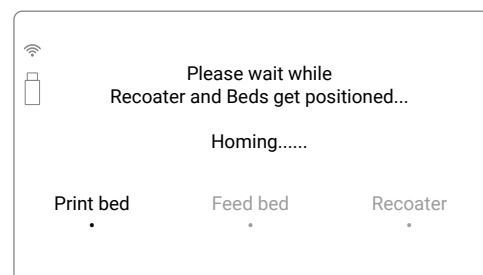 Please wait while
Recoater and Beds get positioned...
Homing......
Print bed Feed bed Recoater